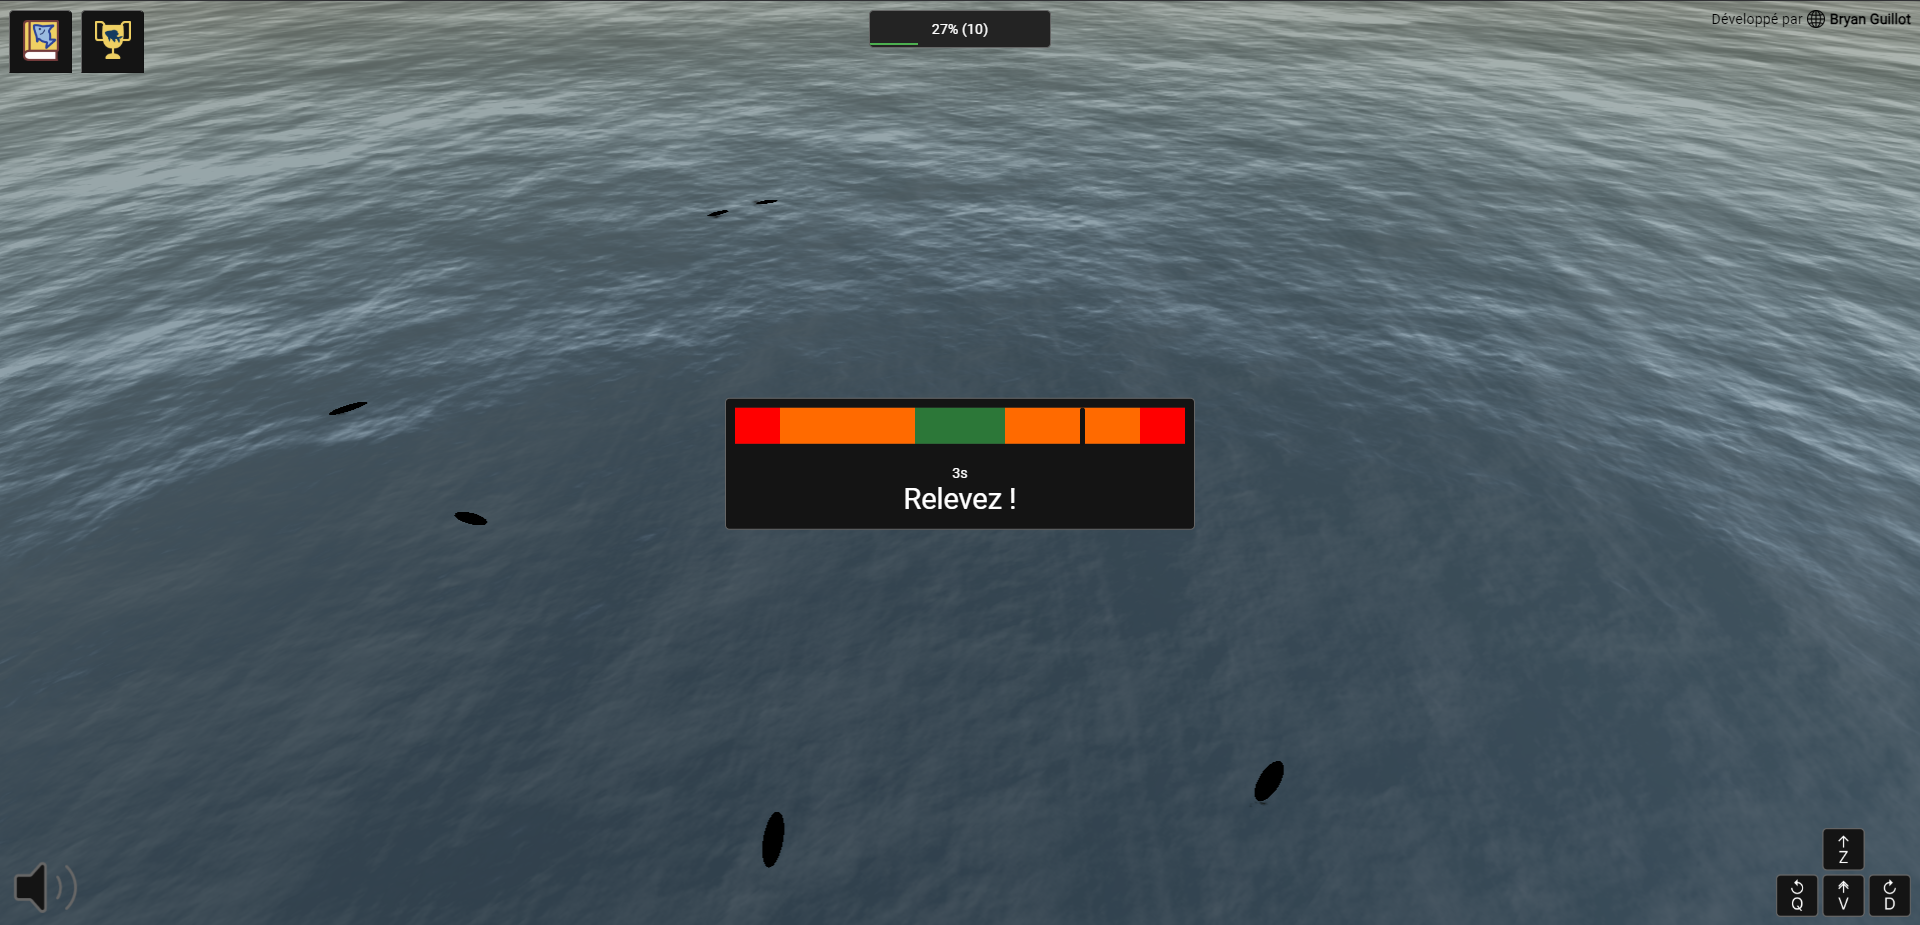 27% (10)
Développé par Bryan Guillot
3s
Relevez !
Z
Q V D